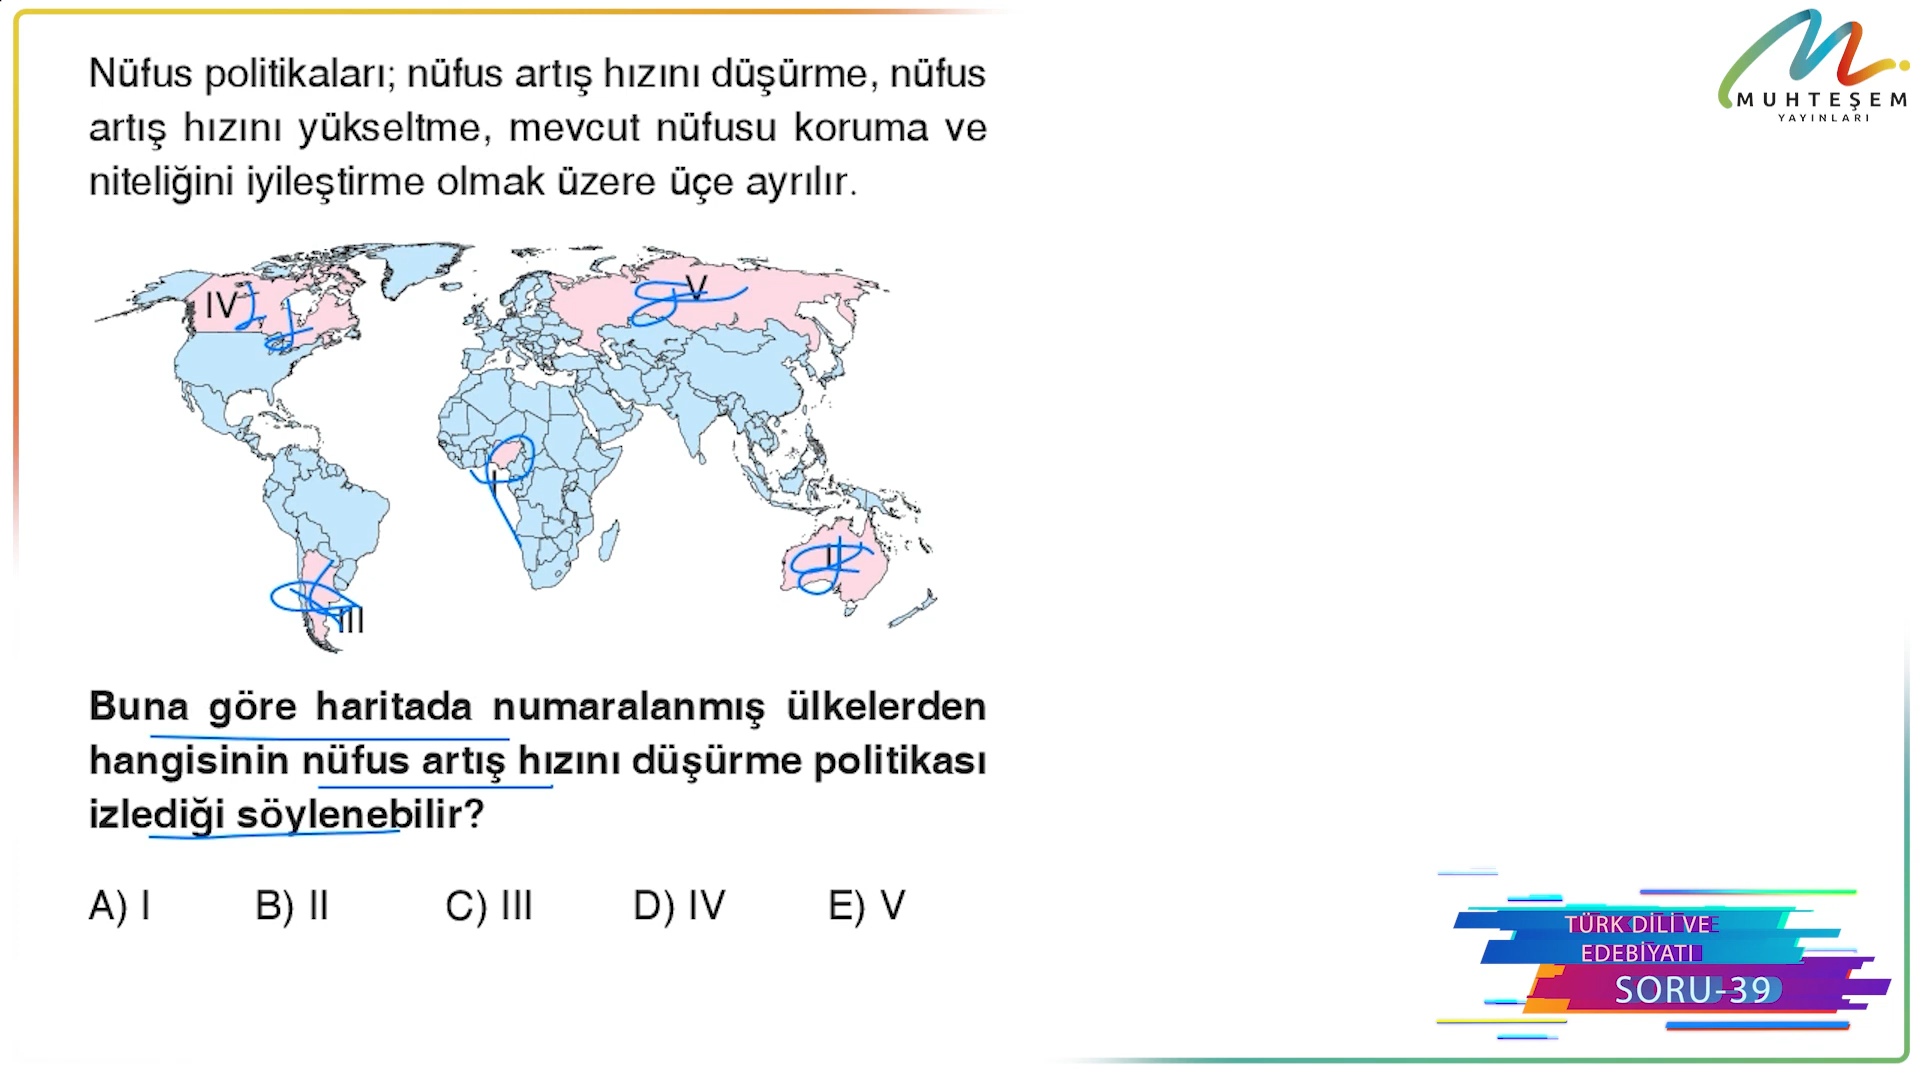 MUHTEŞEM
YAYINLARI
Nüfus politikaları; nüfus artış hızını düşürme, nüfus
artış hızını yükseltme, mevcut nüfusu koruma ve
niteliğini iyileştirme olmak üzere üçe ayrılır.
IV
V
I
II
III
Buna göre haritada numaralanmış ülkelerden
hangisinin nüfus artış hızını düşürme politikası
izlediği söylenebilir?
A) I B) II C) III D) IV E) V
TÜRK DİLİ VE
EDEBİYATI
SORU-39